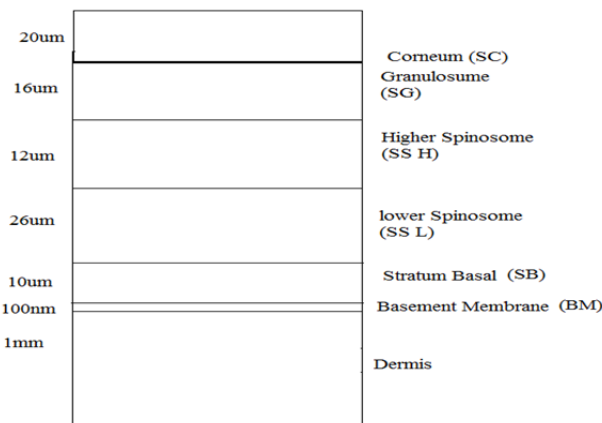 20um
Corneum (SC)
16um
Granulosume
(SG)
12um
Higher Spinosome
(SS H)
26um
lower Spinosome
(SS L)
10um
Stratum Basal (SB)
100nm
Basement Membrane (BM)
1mm
Dermis